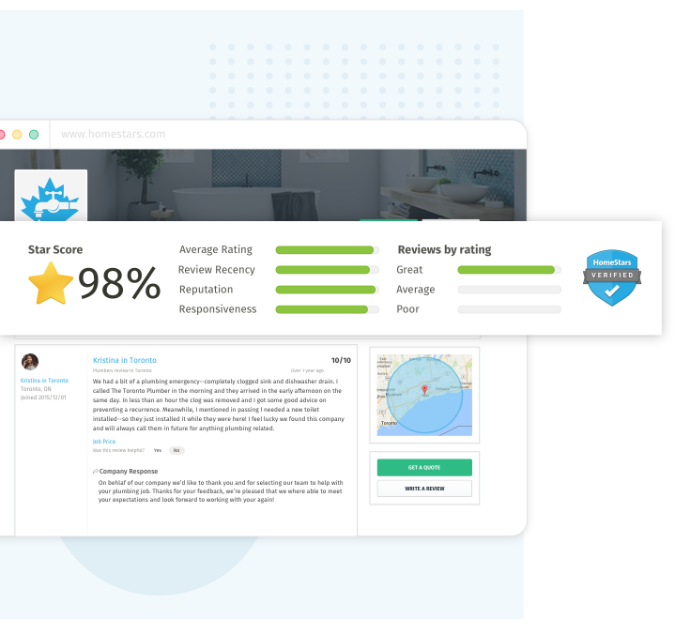 www.homestars.com
Star Score
98%
Average Rating
Review Recency
Reputation
Responsiveness
Reviews by rating
Great
Average
Poor
HomeStars
VERIFIED
Kristina in Toronto
Toronto, ON
Joined 2015/12/01
Kristina in Toronto
10/10
Plumbers review in Toronto
Over 1 year ago
We had a bit of a plumbing emergency--completely clogged sink and dishwasher drain. I
called The Toronto Plumber in the morning and they arrived in the early afternoon on the
same day. In less than an hour the clog was removed and I got some good advice on
preventing a recurrence. Meanwhile, I mentioned in passing I needed a new toilet
installed--so they just installed it while they were here! I feel lucky we found this company
and will always call them in future for anything plumbing related.
Job Price
Was this review helpful? Yes No
Company Response
On behlaf of our company we'd like to thank you and for selecting our team to help with
your plumbing job. Thanks for your feedback, we're pleased that we where able to meet
your expectations and look forward to working with your again!
Toronto
GET A QUOTE
WRITE A REVIEW